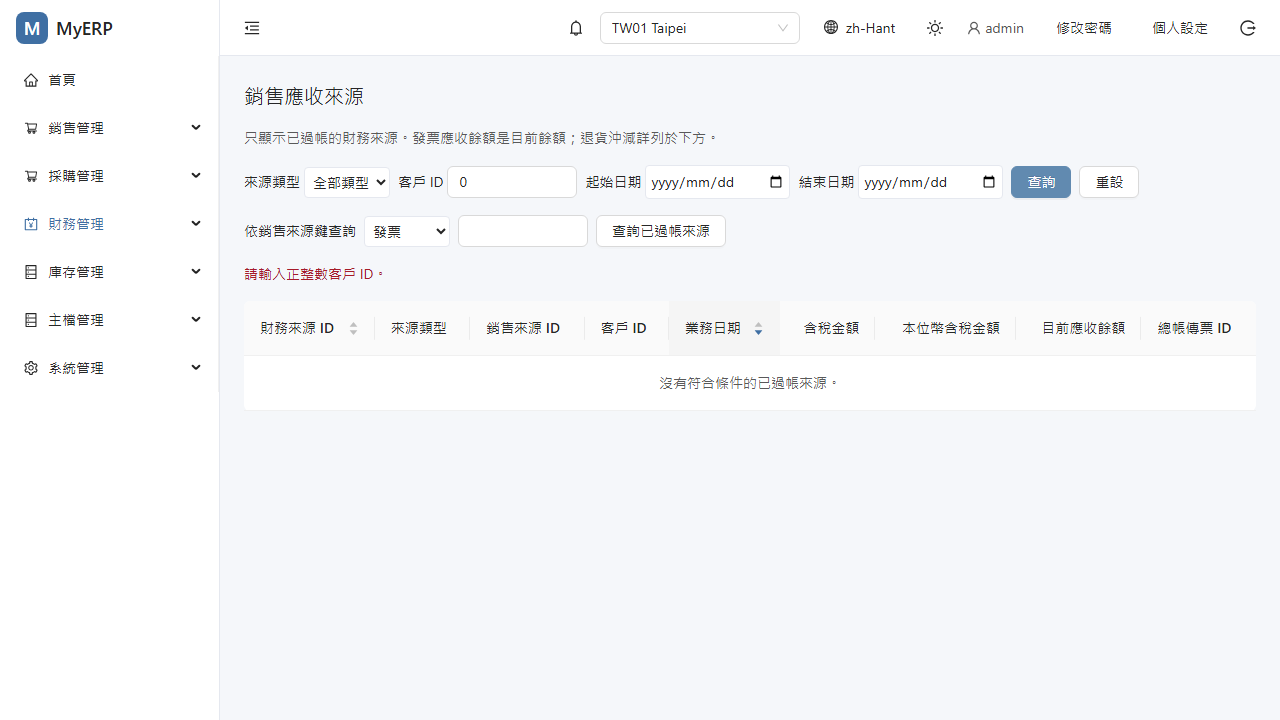 M MyERP
TW01 Taipei
zh-Hant
admin
修改密碼
個人設定
首頁
銷售管理
採購管理
財務管理
庫存管理
主檔管理
系統管理
銷售應收來源
只顯示已過帳的財務來源。發票應收餘額是目前餘額；退貨沖減詳列於下方。
來源類型 全部類型 客戶 ID 0 起始日期 yyyy/mm/dd 結束日期 yyyy/mm/dd 查詢 重設
依銷售來源鍵查詢 發票 查詢已過帳來源
請輸入正整數客戶 ID。
財務來源 ID 來源類型 銷售來源 ID 客戶 ID 業務日期 含稅金額 本位幣含稅金額 目前應收餘額 總帳傳票 ID
沒有符合條件的已過帳來源。